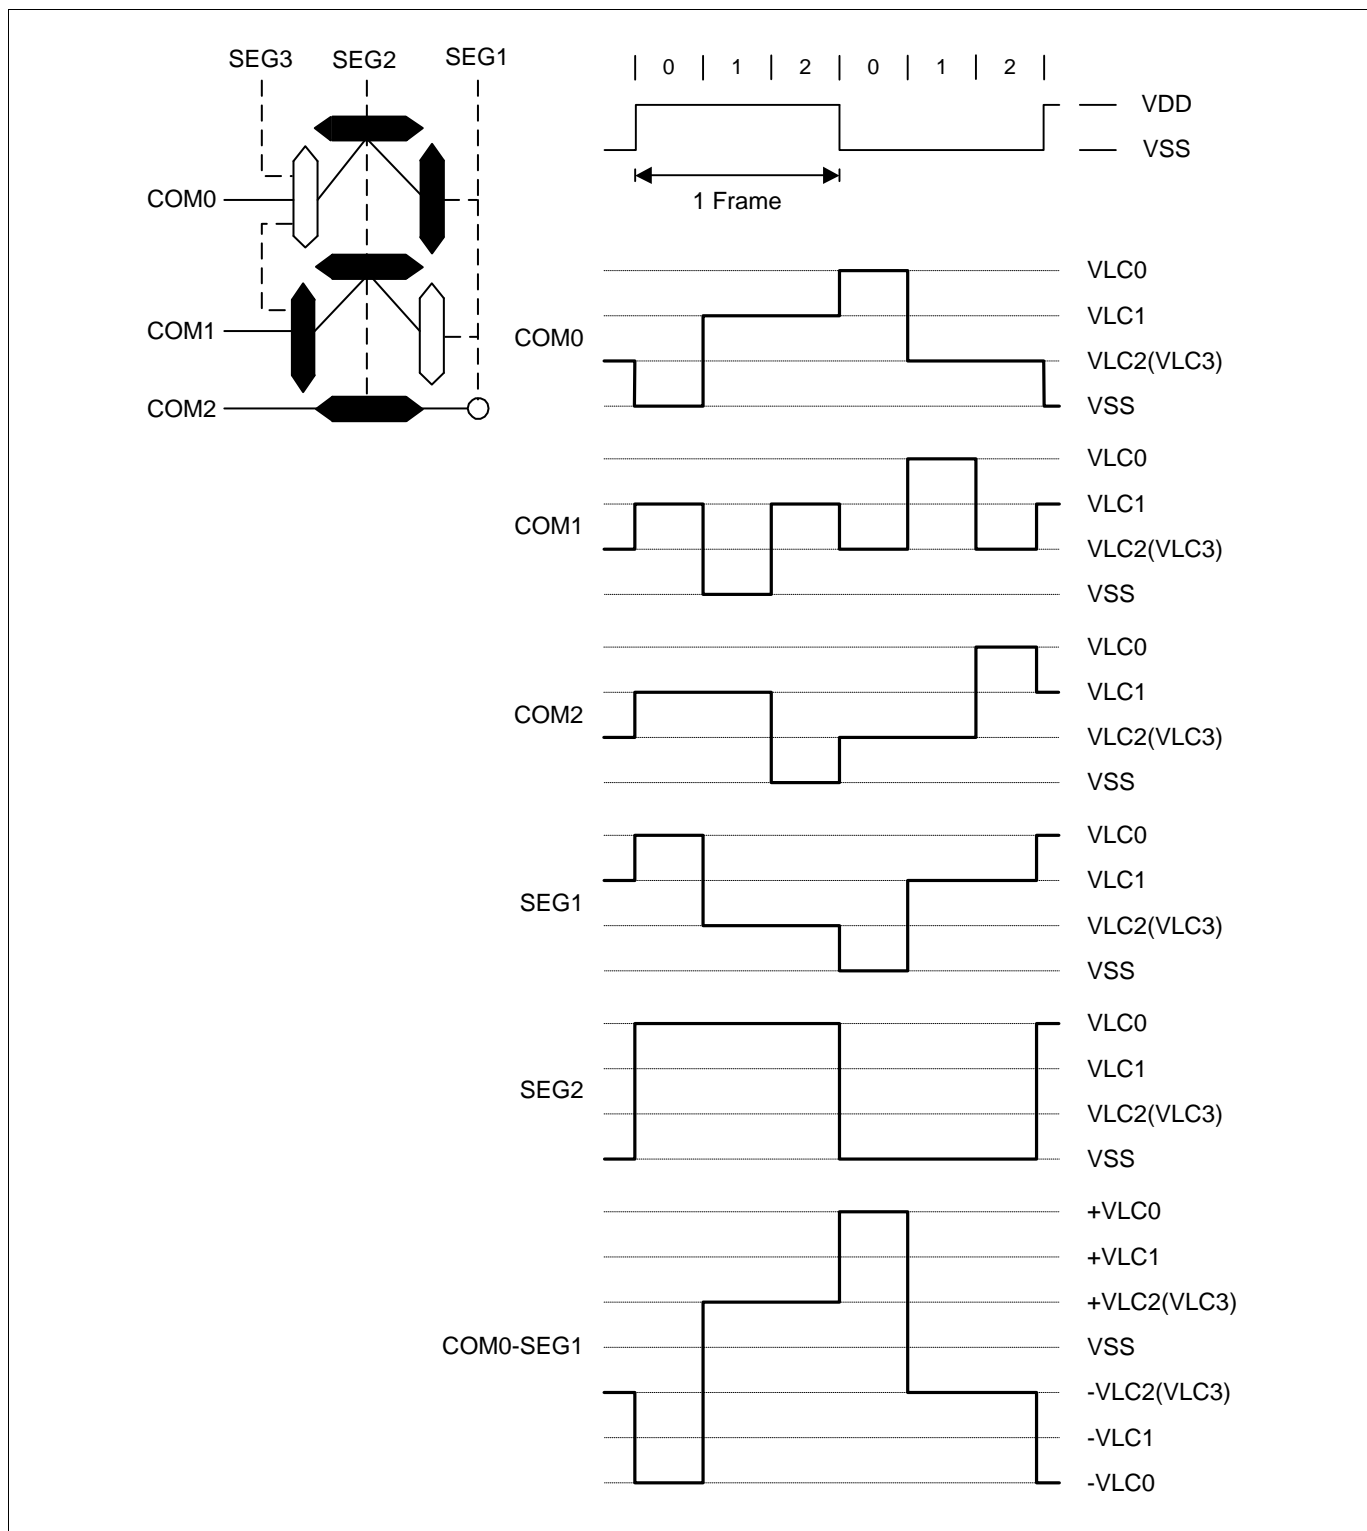 SEG3 SEG2 SEG1
COM0
COM1
COM2
0 1 2 0 1 2
VDD
VSS
1 Frame
COM0
VLC0
VLC1
VLC2(VLC3)
VSS
COM1
VLC0
VLC1
VLC2(VLC3)
VSS
COM2
VLC0
VLC1
VLC2(VLC3)
VSS
SEG1
VLC0
VLC1
VLC2(VLC3)
VSS
SEG2
VLC0
VLC1
VLC2(VLC3)
VSS
COM0-SEG1
+VLC0
+VLC1
+VLC2(VLC3)
VSS
-VLC2(VLC3)
-VLC1
-VLC0